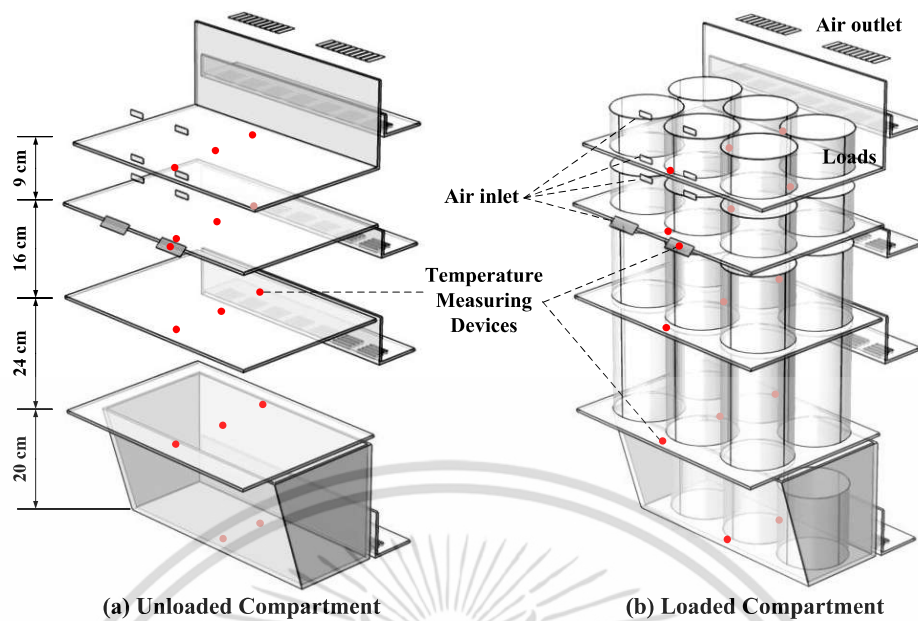 Air outlet
9 cm
16 cm
24 cm
20 cm
Loads
Air inlet
Temperature
Measuring
Devices
(a) Unloaded Compartment
(b) Loaded Compartment